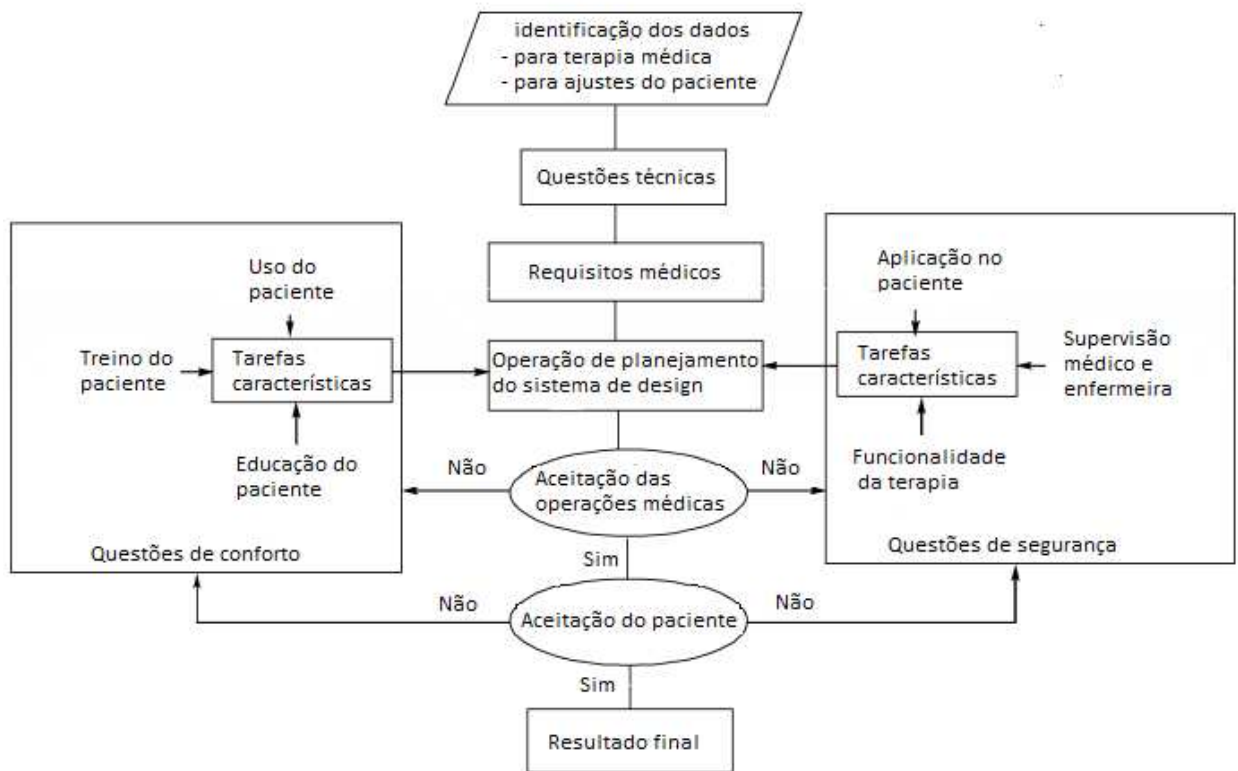 identificação dos dados
- para terapia médica
- para ajustes do paciente
Questões técnicas
Requisitos médicos
Operação de planejamento
do sistema de design
Uso do
paciente
Treino do
paciente
Tarefas
características
Educação do
paciente
Questões de conforto
Aplicação no
paciente
Tarefas
características
Supervisão
médico e
enfermeira
Funcionalidade
da terapia
Questões de segurança
Não
Aceitação das
operações médicas
Não
Sim
Não
Aceitação do paciente
Não
Sim
Resultado final